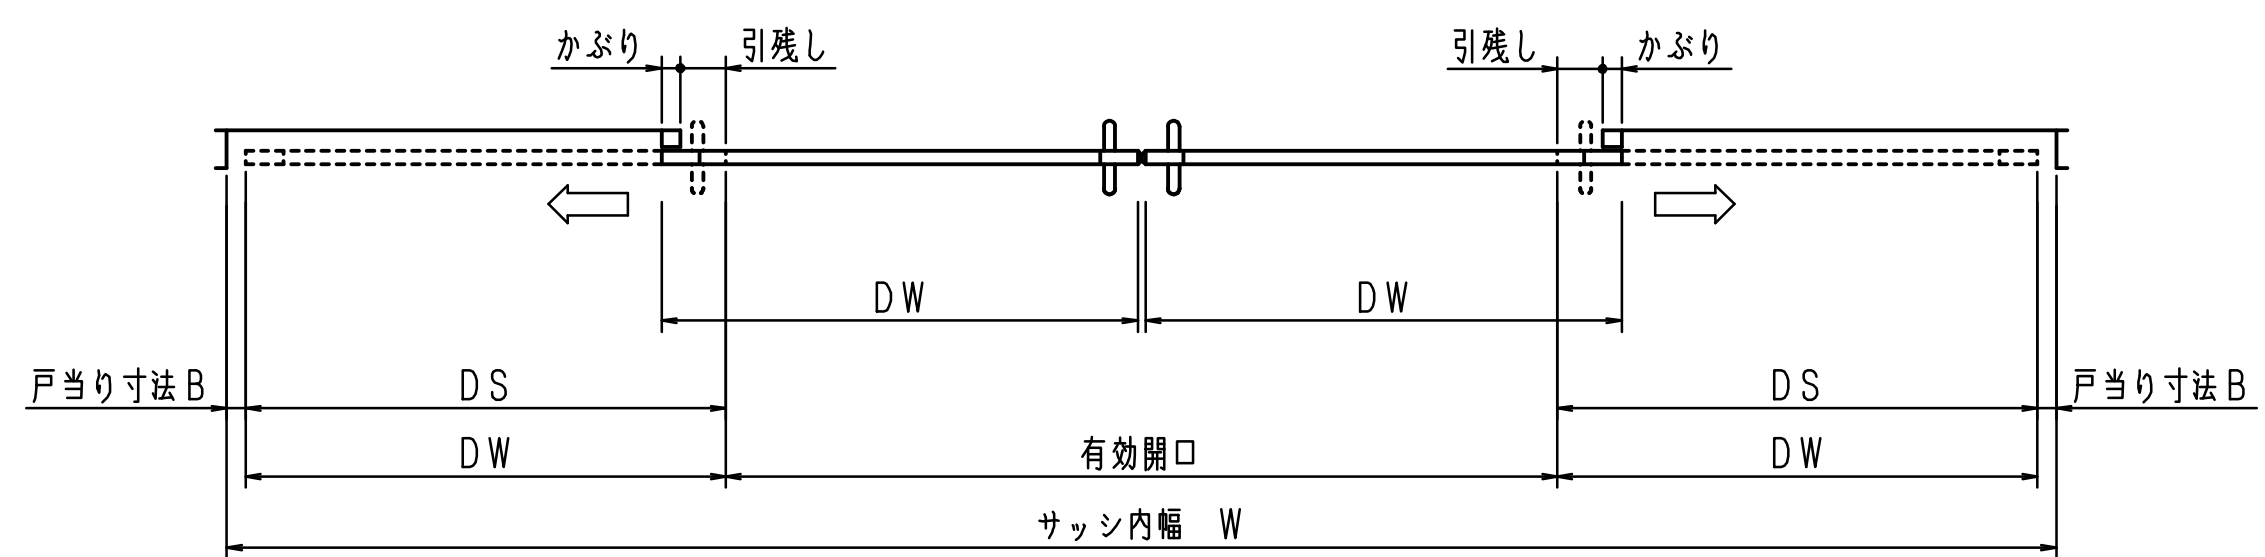 かぶり 引残し 引残し かぶり
DW DW
戸当り寸法B DS DS 戸当り寸法B
DW 有効開口 DW
サッシ内幅 W